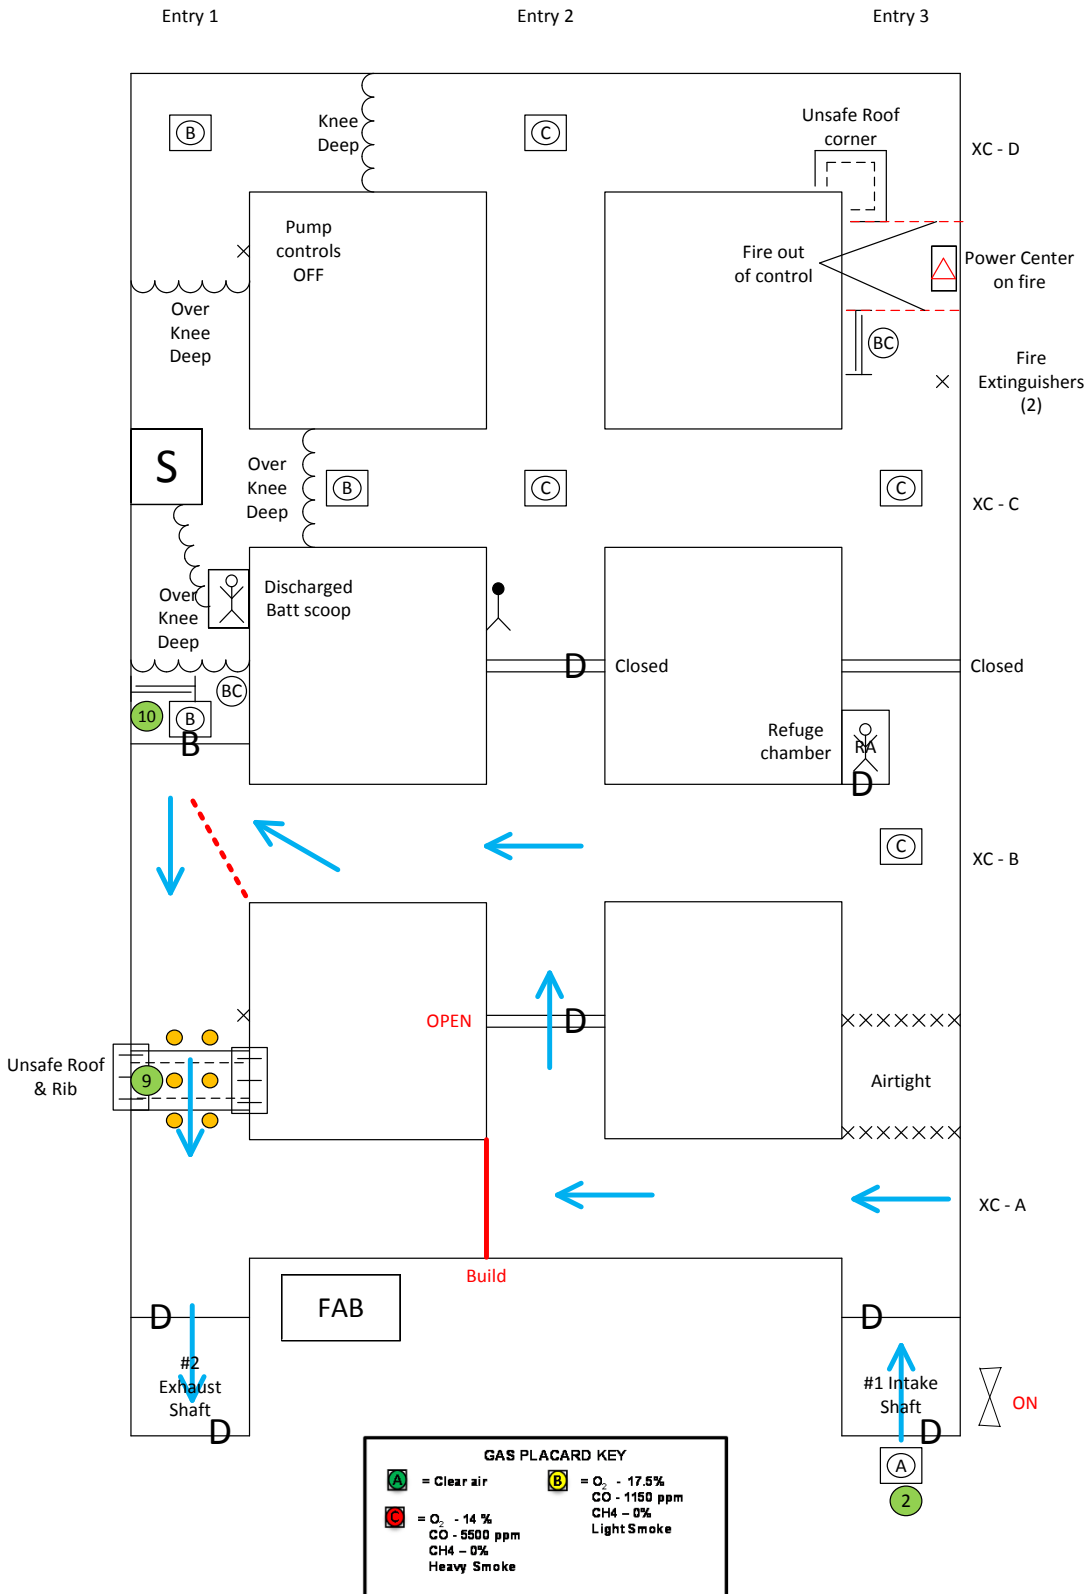 Entry 1
Entry 2
Entry 3
B
Knee
Deep
C
Unsafe Roof
corner
XC - D
Pump
controls
OFF
Fire out
of control
Power Center
on fire
Over
Knee
Deep
BC
Fire
Extinguishers
(2)
S
Over
Knee
Deep
B
C
C
XC - C
Over
Knee
Deep
Discharged
Batt scoop
D
Closed
Closed
BC
10
B
B
Refuge
chamber
RA
D
C
XC - B
OPEN
D
Unsafe Roof
& Rib
9
Airtight
XC - A
Build
FAB
D
D
#2
Exhaust
Shaft
D
#1 Intake
Shaft
D
ON
A
2
GAS PLACARD KEY
A = Clear air
B = O2 - 17.5%
CO - 1150 ppm
CH4 – 0%
Light Smoke
C = O2 - 14 %
CO - 5500 ppm
CH4 – 0%
Heavy Smoke